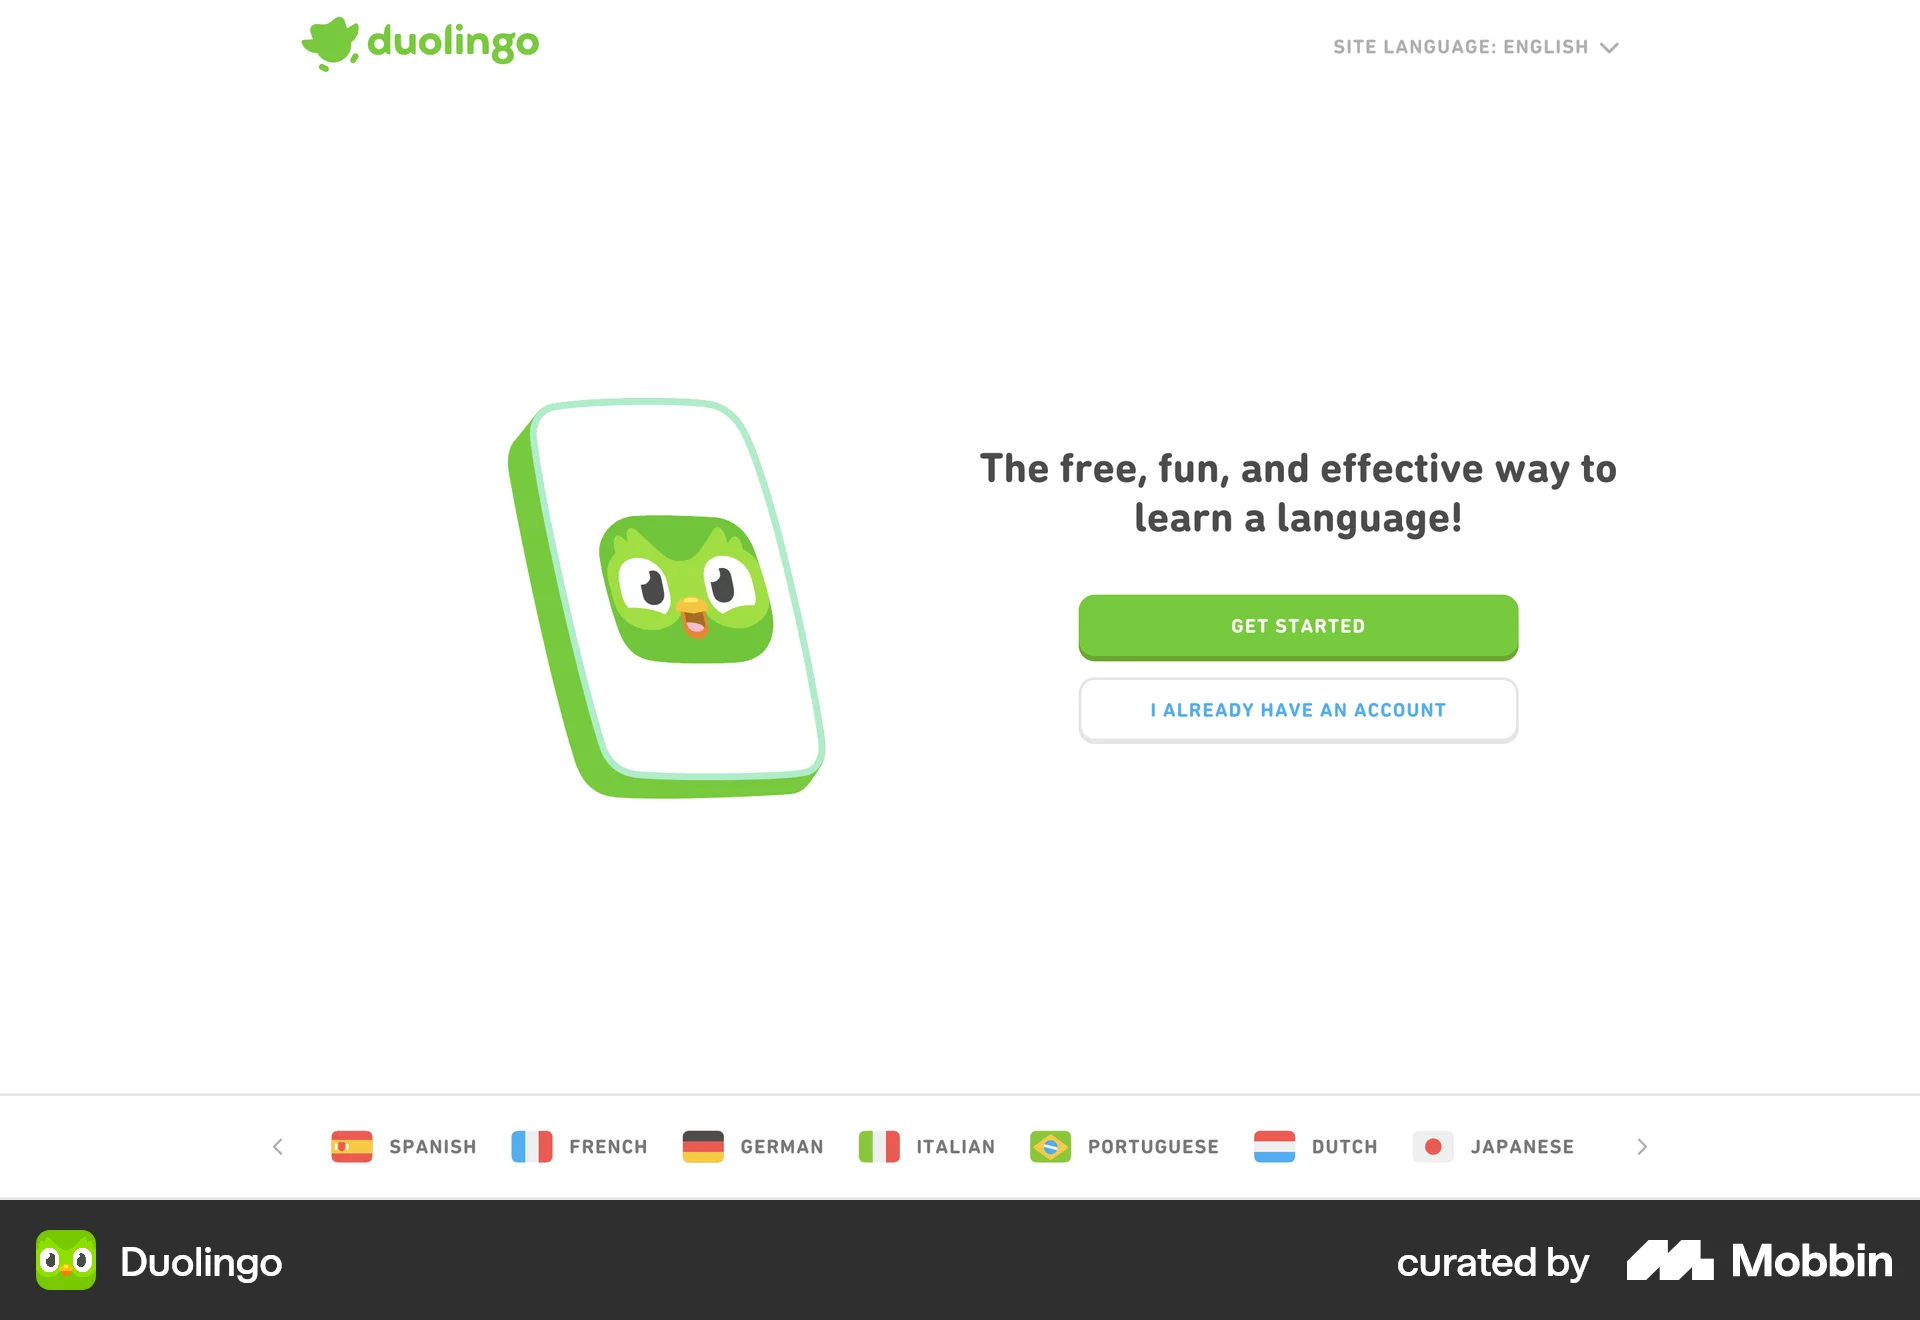 duolingo
SITE LANGUAGE: ENGLISH
The free, fun, and effective way to
learn a language!
GET STARTED
I ALREADY HAVE AN ACCOUNT
SPANISH
FRENCH
GERMAN
ITALIAN
PORTUGUESE
DUTCH
JAPANESE
Duolingo
curated by
Mobbin